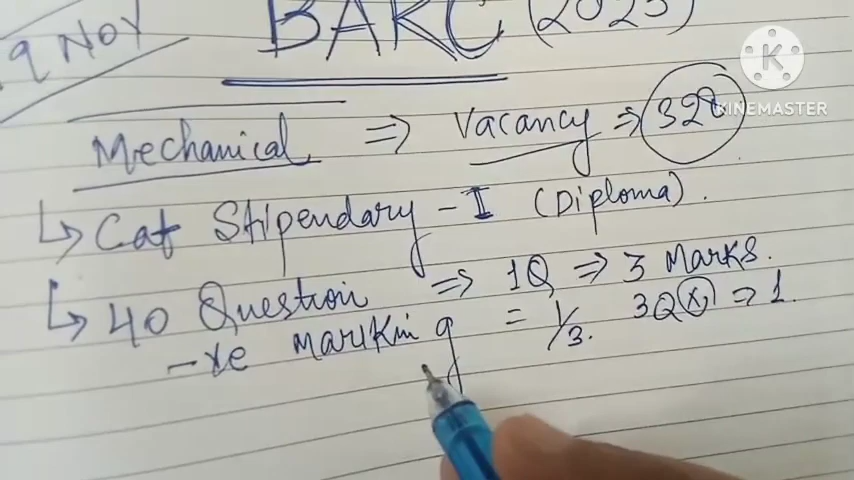 9 NOV
BARC (2023)
KINEMASTER
Mechanical ⇒ Vacancy ⇒ 328
↳ Cat Stipendary - I (Diploma).
↳ 40 Question ⇒ 1Q ⇒ 3 Marks.
-ve marking = 1/3. 3Q(x) ⇒ 1.